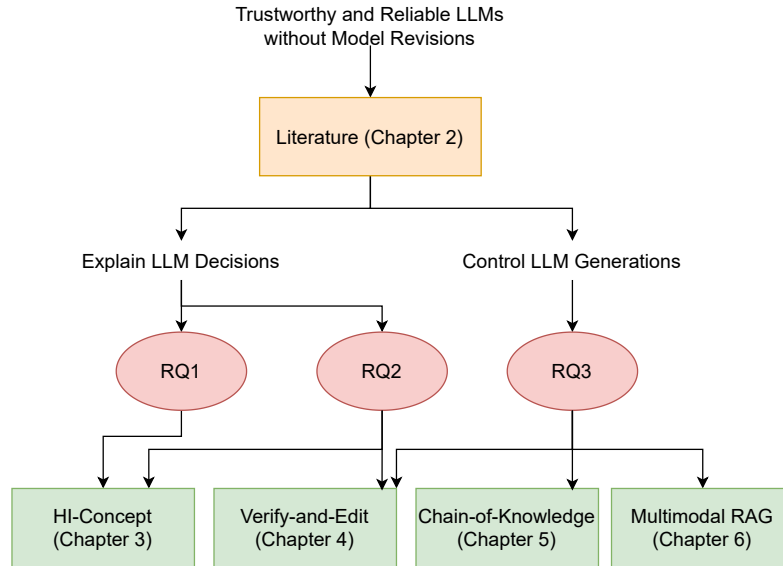 Trustworthy and Reliable LLMs
without Model Revisions
Literature (Chapter 2)
Explain LLM Decisions
Control LLM Generations
RQ1
RQ2
RQ3
HI-Concept
(Chapter 3)
Verify-and-Edit
(Chapter 4)
Chain-of-Knowledge
(Chapter 5)
Multimodal RAG
(Chapter 6)